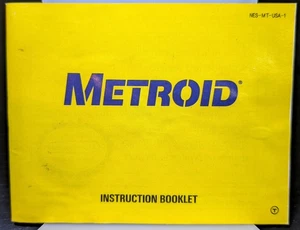 NES-MT-USA-1
METROID®
INSTRUCTION BOOKLET
T